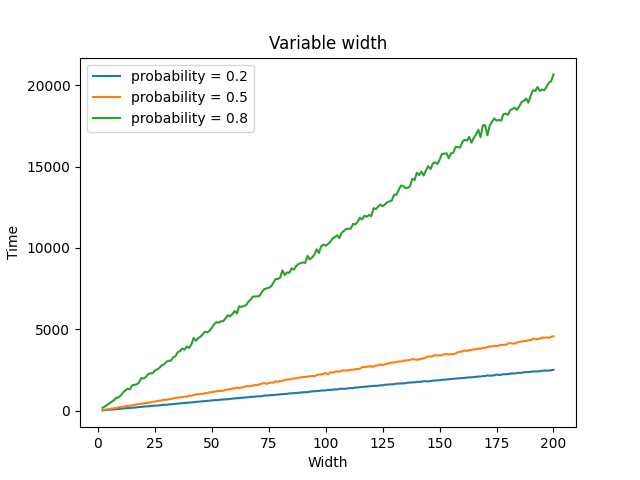 Variable width
probability = 0.2
probability = 0.5
probability = 0.8
20000
15000
10000
5000
0
Time
0 25 50 75 100 125 150 175 200
Width